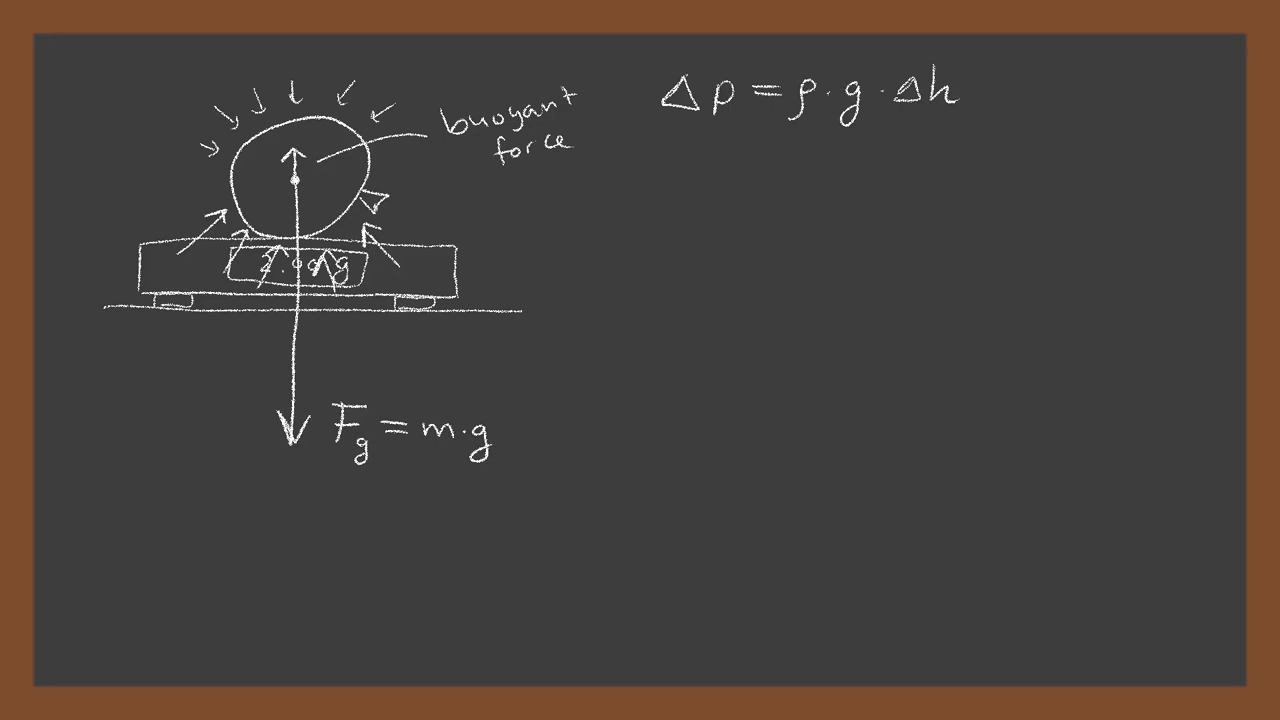 buoyant
force
Δp = ρ·g·Δh
F_g = m·g